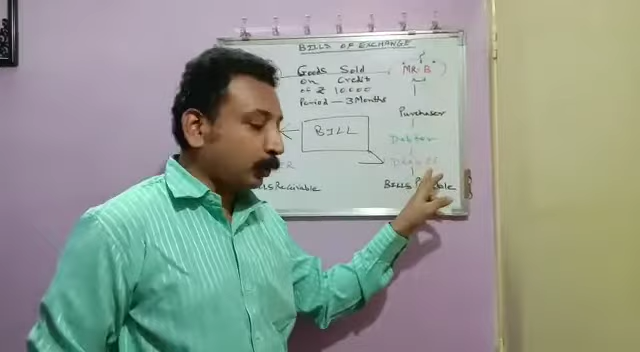 BILLS OF EXCHANGE
Goods Sold
on Credit
of ₹ 10000
Period — 3 Months
MR. B
Purchaser
Debtor
BILL
Drawee
Bills Receivable
Bills